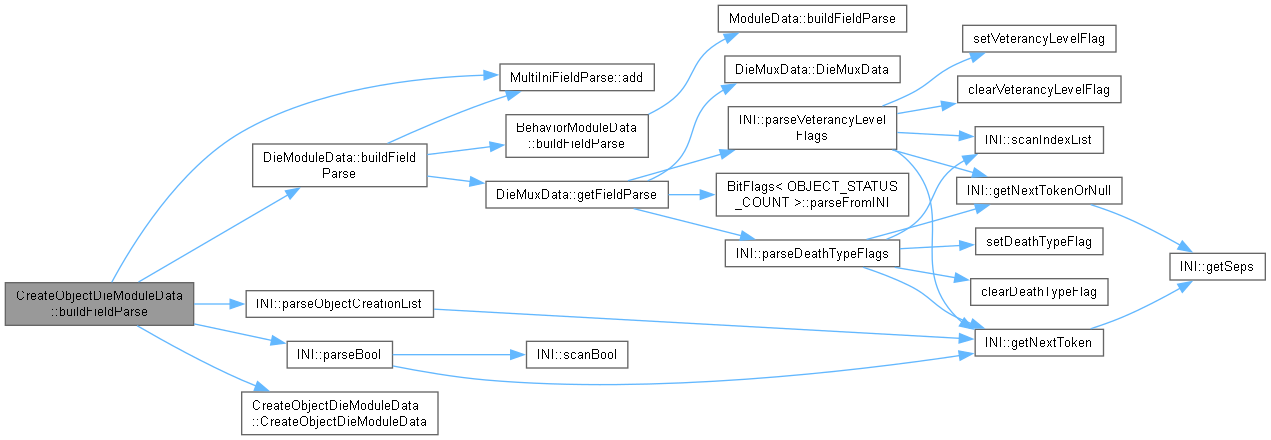 ModuleData::buildFieldParse
setVeterancyLevelFlag
DieMuxData::DieMuxData
MultiIniFieldParse::add
clearVeterancyLevelFlag
INI::parseVeterancyLevel
Flags
BehaviorModuleData
::buildFieldParse
INI::scanIndexList
DieModuleData::buildField
Parse
DieMuxData::getFieldParse
BitFlags< OBJECT_STATUS
_COUNT >::parseFromINI
INI::getNextTokenOrNull
INI::parseDeathTypeFlags
setDeathTypeFlag
INI::getSeps
clearDeathTypeFlag
CreateObjectDieModuleData
::buildFieldParse
INI::parseObjectCreationList
INI::getNextToken
INI::parseBool
INI::scanBool
CreateObjectDieModuleData
::CreateObjectDieModuleData